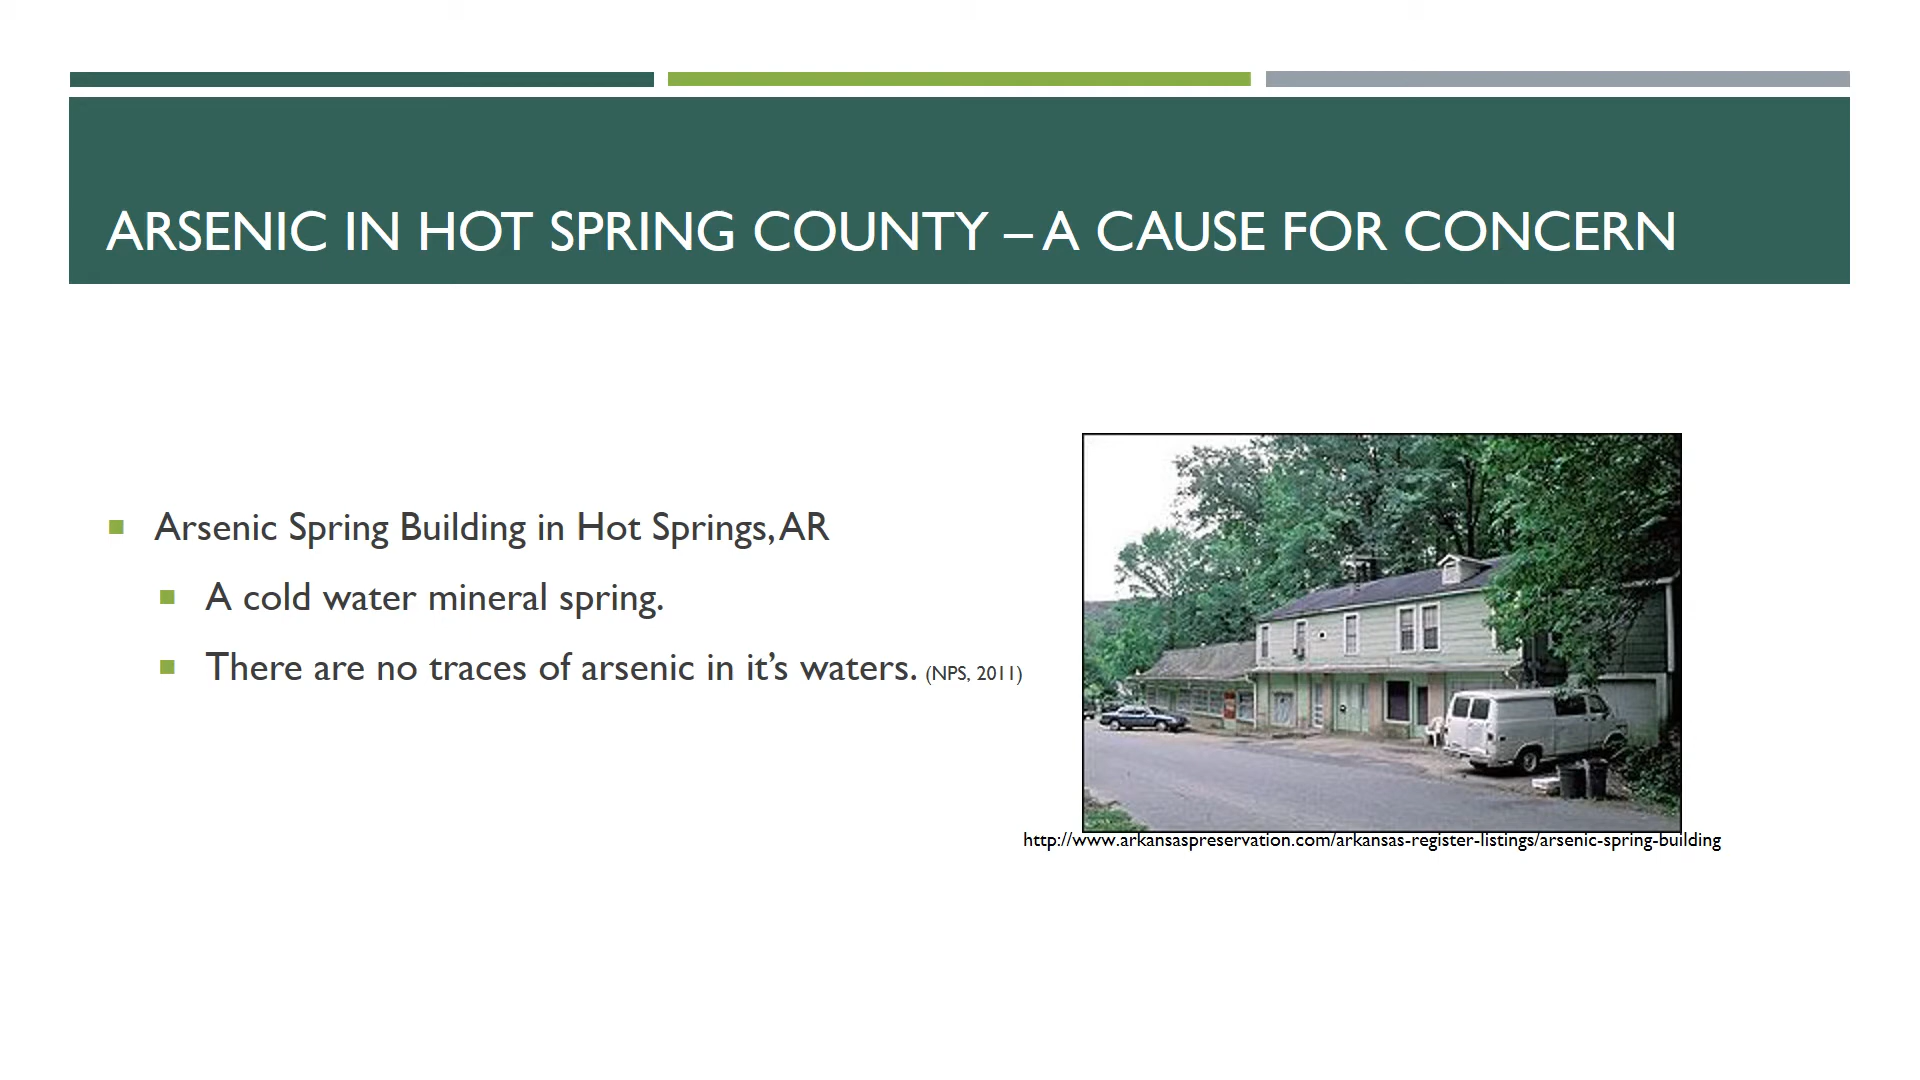 ARSENIC IN HOT SPRING COUNTY – A CAUSE FOR CONCERN
Arsenic Spring Building in Hot Springs, AR
A cold water mineral spring.
There are no traces of arsenic in it’s waters. (NPS, 2011)
http://www.arkansaspreservation.com/arkansas-register-listings/arsenic-spring-building